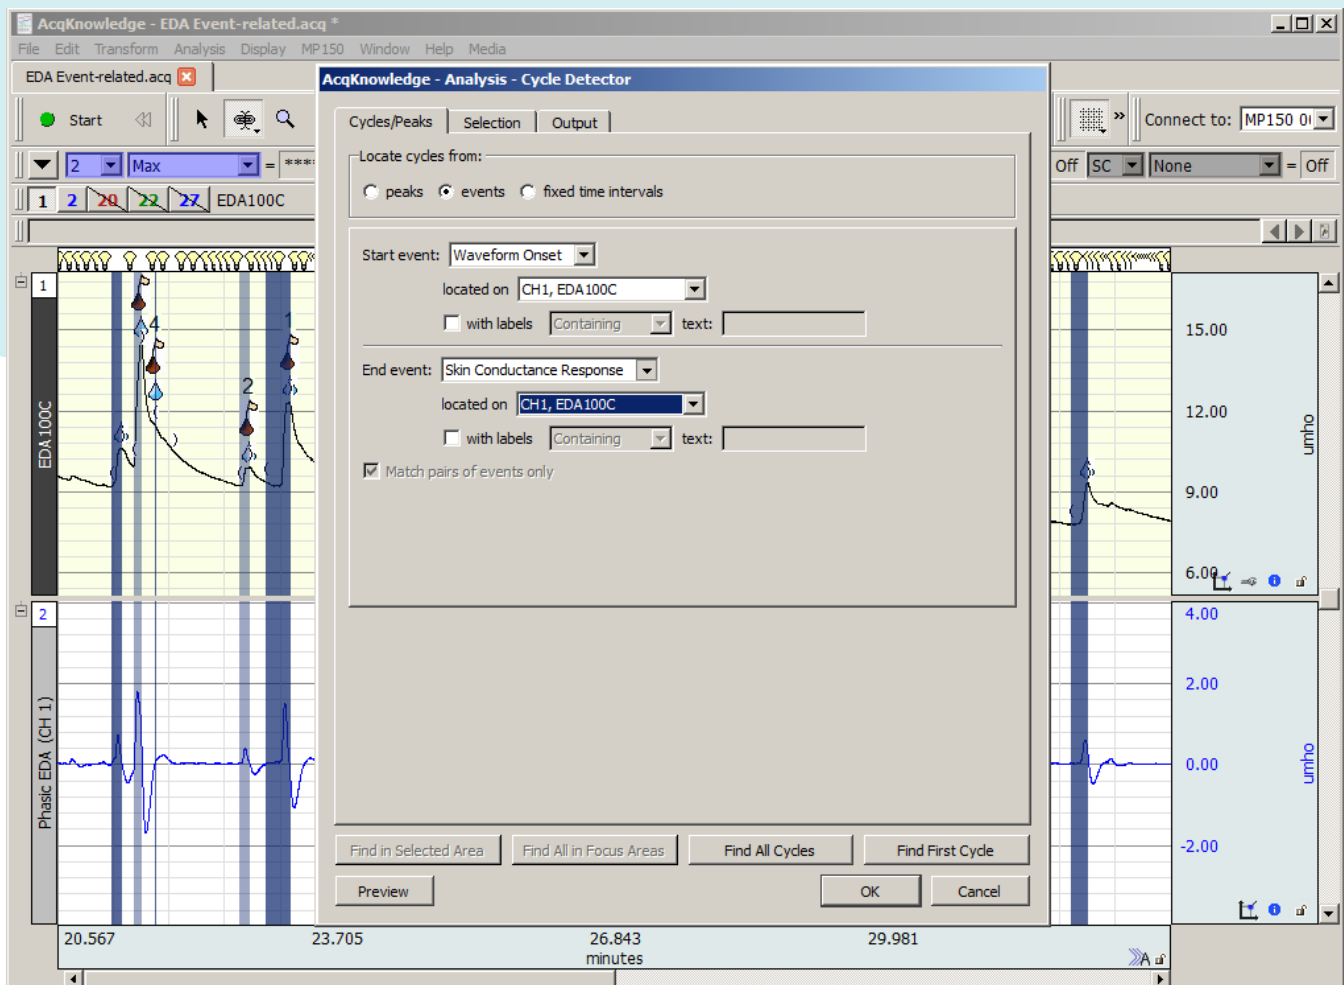 AcqKnowledge - EDA Event-related.acq *
File Edit Transform Analysis Display MP150 Window Help Media
EDA Event-related.acq
AcqKnowledge - Analysis - Cycle Detector
Start
Connect to: MP150 0
2 Max = ****
Off SC None = Off
1 2 20 22 27 EDA100C
Cycles/Peaks Selection Output
Locate cycles from:
peaks events fixed time intervals
Start event: Waveform Onset
located on CH1, EDA100C
with labels Containing text:
End event: Skin Conductance Response
located on CH1, EDA100C
with labels Containing text:
Match pairs of events only
Find in Selected Area Find All in Focus Areas Find All Cycles Find First Cycle
Preview OK Cancel
1
EDA100C
4
2
1
15.00
12.00
9.00
6.00
umho
2
Phasic EDA (CH 1)
4.00
2.00
0.00
-2.00
umho
20.567 23.705 26.843 29.981
minutes
A